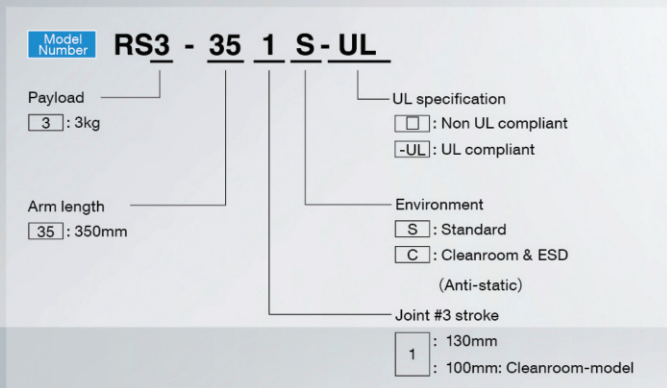 Model
Number
RS3 - 35 1 S - UL
Payload
3 : 3kg
Arm length
35 : 350mm
UL specification
□ : Non UL compliant
-UL : UL compliant
Environment
S : Standard
C : Cleanroom & ESD
(Anti-static)
Joint #3 stroke
1 : 130mm
: 100mm: Cleanroom-model